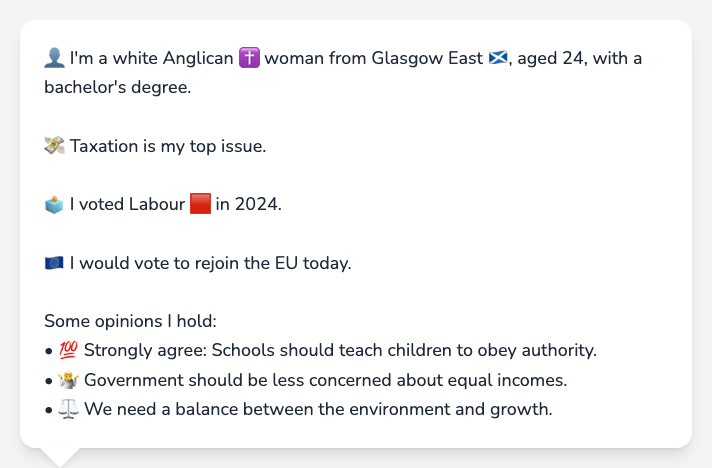 👤 I'm a white Anglican ✝️ woman from Glasgow East 🏴󠁧󠁢󠁳󠁣󠁴󠁿, aged 24, with a
bachelor's degree.
💸 Taxation is my top issue.
🗳️ I voted Labour 🟥 in 2024.
🇪🇺 I would vote to rejoin the EU today.
Some opinions I hold:
• 💯 Strongly agree: Schools should teach children to obey authority.
• 🤷 Government should be less concerned about equal incomes.
• ⚖️ We need a balance between the environment and growth.